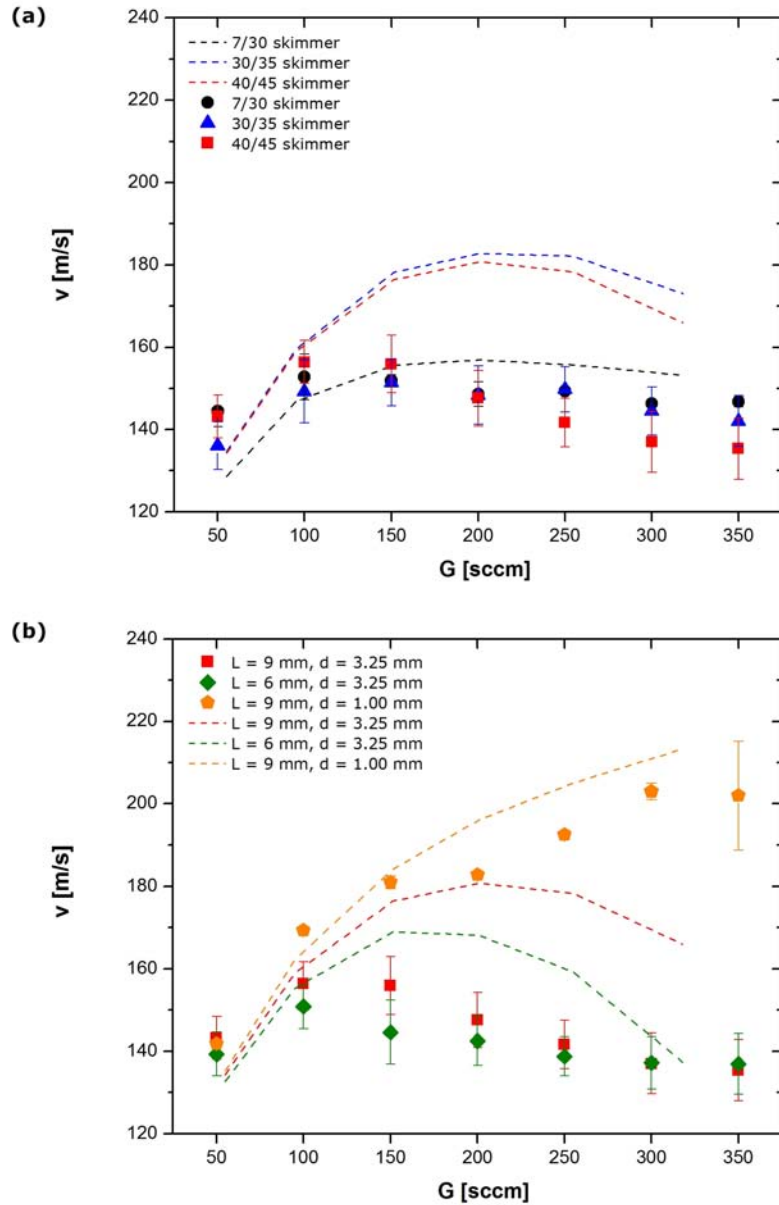 (a)
240
220
200
180
160
140
120
v [m/s]
7/30 skimmer
30/35 skimmer
40/45 skimmer
7/30 skimmer
30/35 skimmer
40/45 skimmer
50 100 150 200 250 300 350
G [sccm]
(b)
240
220
200
180
160
140
120
v [m/s]
L = 9 mm, d = 3.25 mm
L = 6 mm, d = 3.25 mm
L = 9 mm, d = 1.00 mm
L = 9 mm, d = 3.25 mm
L = 6 mm, d = 3.25 mm
L = 9 mm, d = 1.00 mm
50 100 150 200 250 300 350
G [sccm]